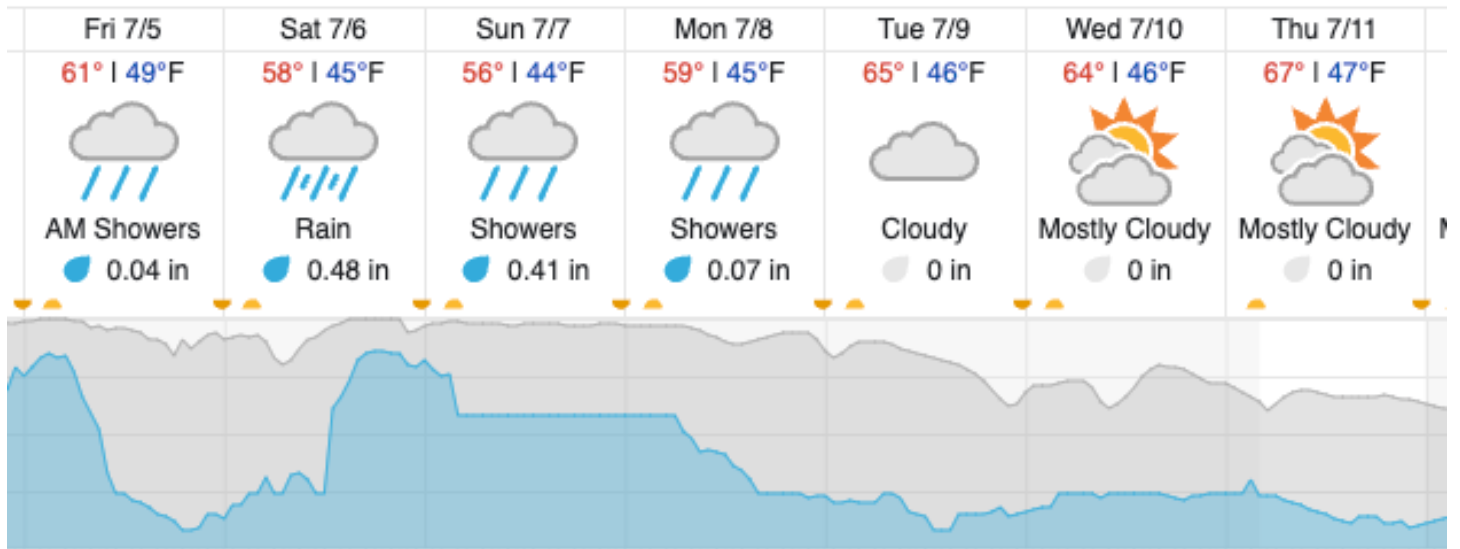 Fri 7/5 Sat 7/6 Sun 7/7 Mon 7/8 Tue 7/9 Wed 7/10 Thu 7/11
61° | 49°F 58° | 45°F 56° | 44°F 59° | 45°F 65° | 46°F 64° | 46°F 67° | 47°F
AM Showers Rain Showers Showers Cloudy Mostly Cloudy Mostly Cloudy
0.04 in 0.48 in 0.41 in 0.07 in 0 in 0 in 0 in